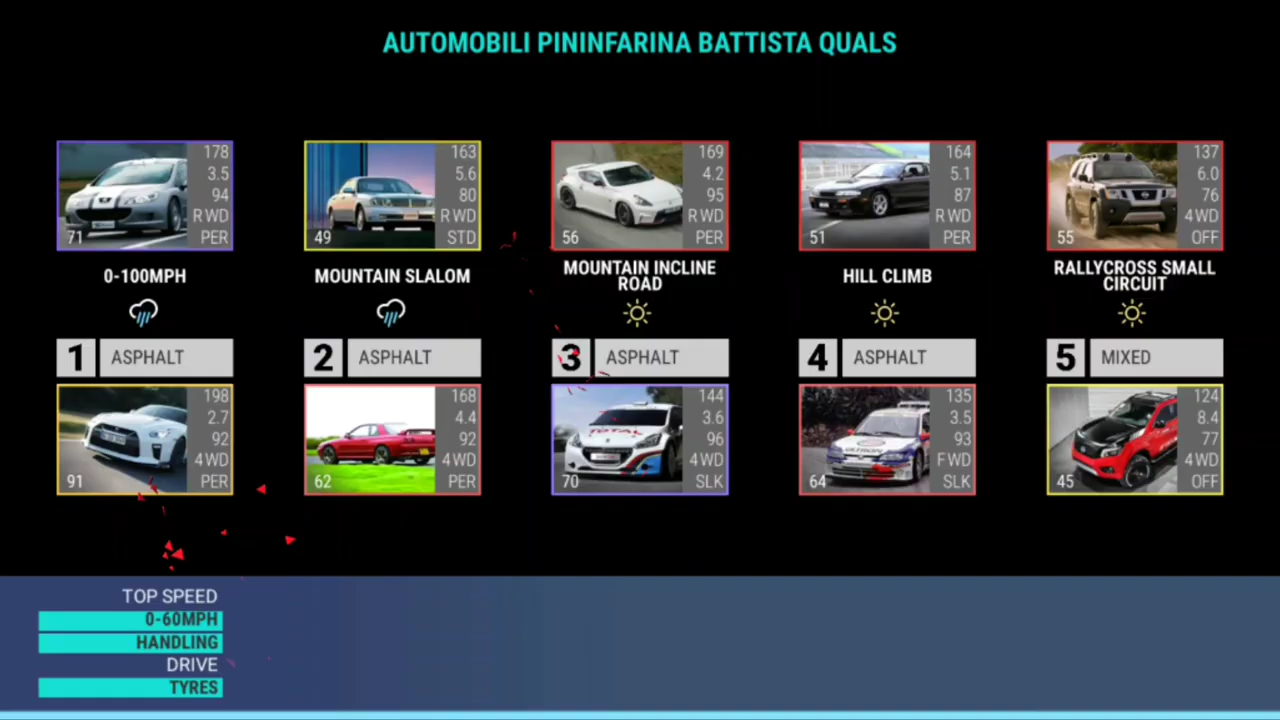 AUTOMOBILI PININFARINA BATTISTA QUALS
178
3.5
94
RWD
PER
71
163
5.6
80
RWD
STD
49
169
4.2
95
RWD
PER
56
164
5.1
87
RWD
PER
51
137
6.0
76
4WD
OFF
55
0-100MPH
MOUNTAIN SLALOM
MOUNTAIN INCLINE
ROAD
HILL CLIMB
RALLYCROSS SMALL
CIRCUIT
1 ASPHALT
2 ASPHALT
3 ASPHALT
4 ASPHALT
5 MIXED
198
2.7
92
4WD
PER
91
168
4.4
92
4WD
PER
62
144
3.6
96
4WD
SLK
70
TOTAL
135
3.5
93
FWD
SLK
64
124
8.4
77
4WD
OFF
45
TOP SPEED
0-60MPH
HANDLING
DRIVE
TYRES